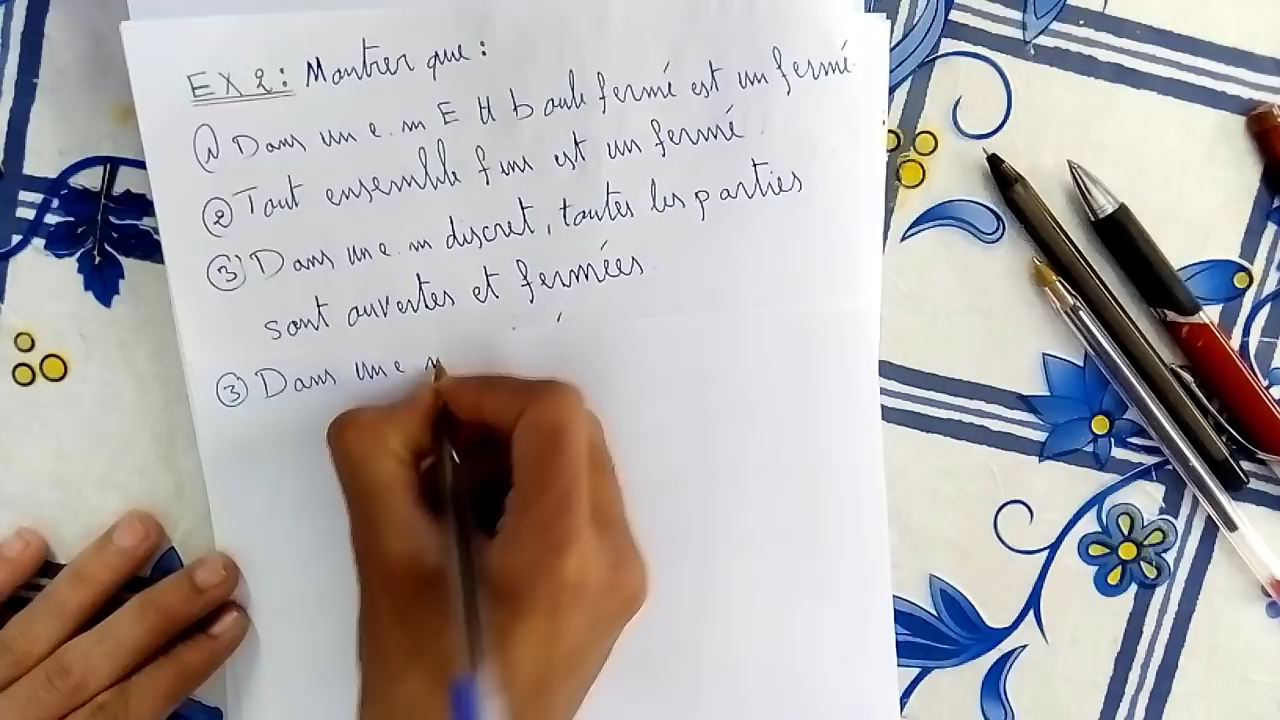 EX 2: Montrer que:
① Dans un e.m E tt boule fermé est un fermé.
② Tout ensemble fini est un fermé.
③ Dans un e.m discret, toutes les parties
sont ouvertes et fermées
③ Dans un e m